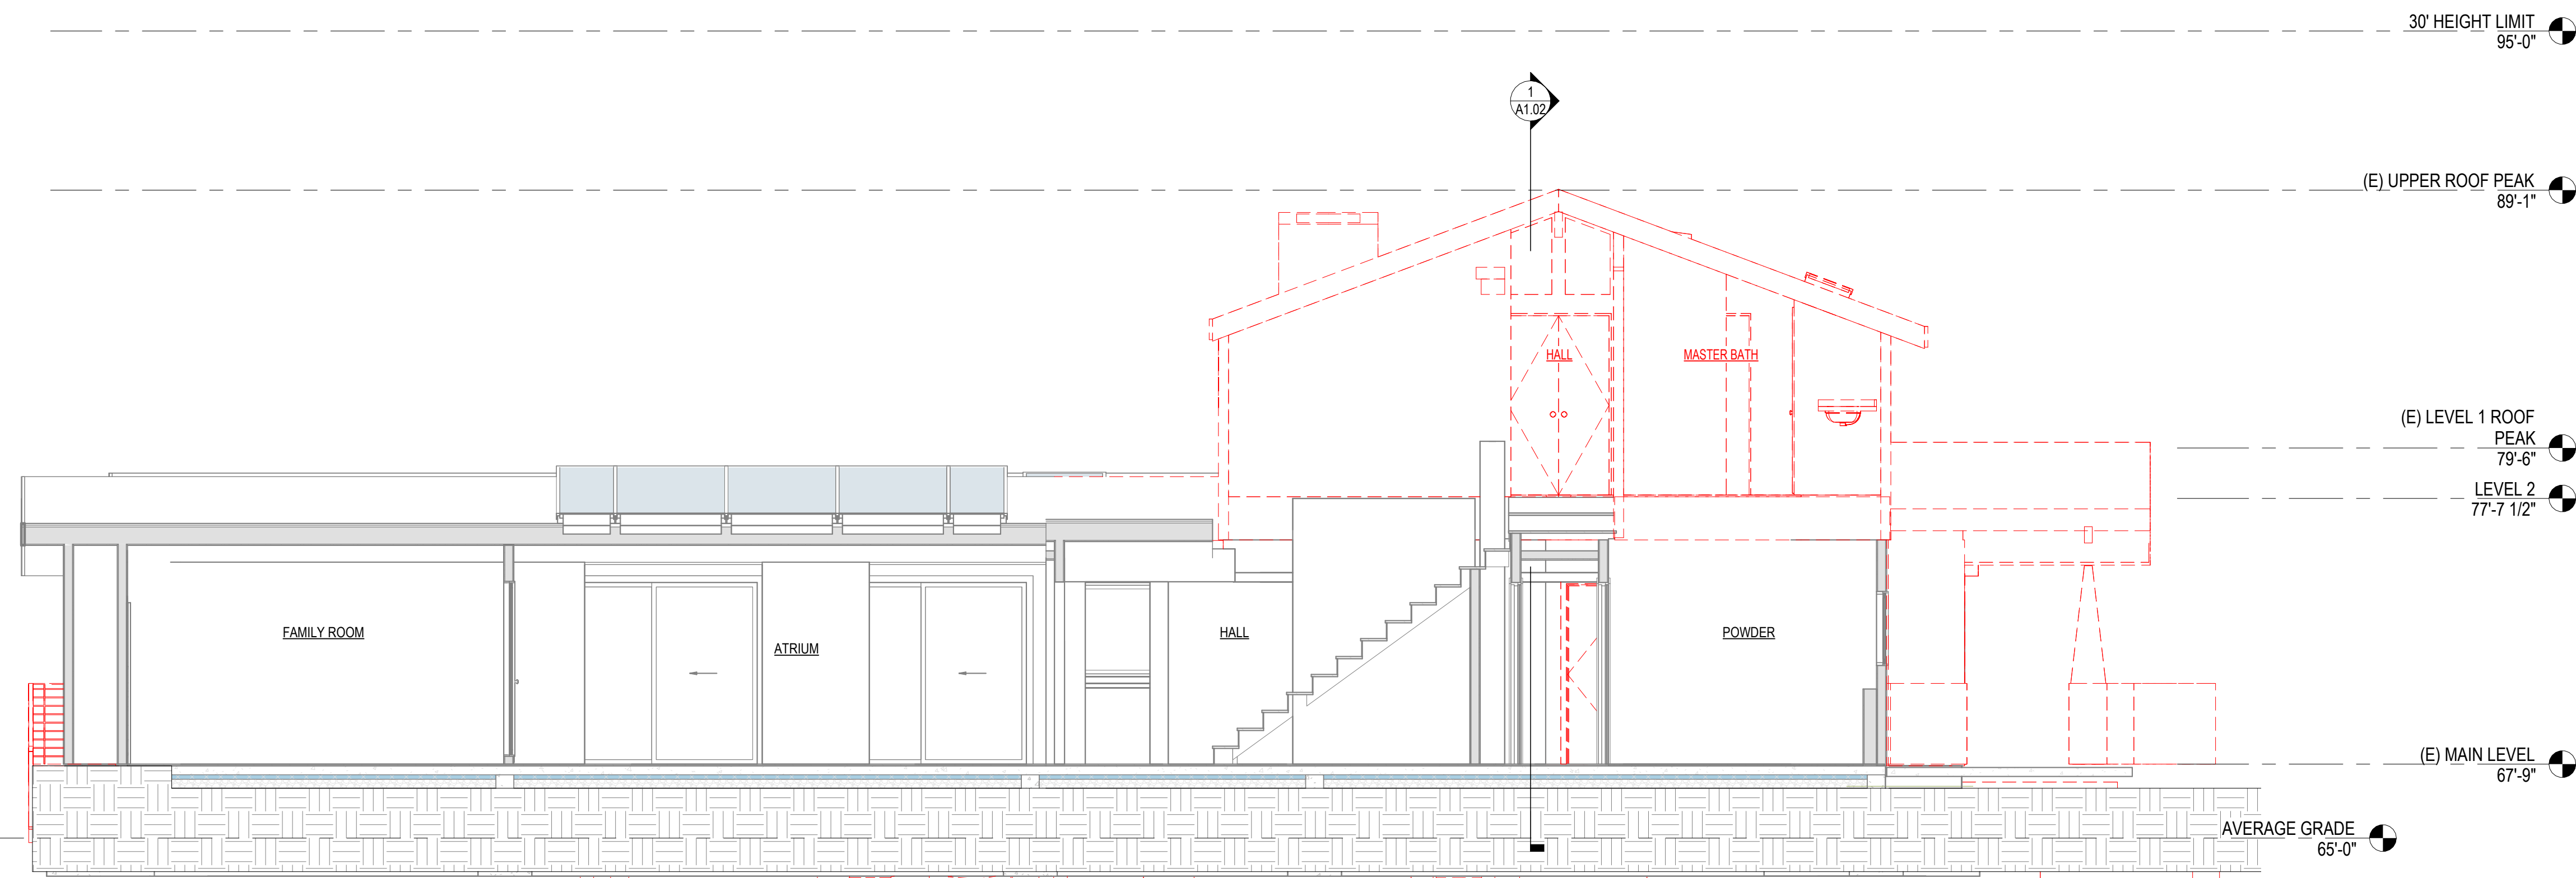 30' HEIGHT LIMIT
95'-0"
1
A1.02
(E) UPPER ROOF PEAK
89'-1"
HALL
MASTER BATH
(E) LEVEL 1 ROOF
PEAK
79'-6"
LEVEL 2
77'-7 1/2"
FAMILY ROOM
ATRIUM
HALL
POWDER
(E) MAIN LEVEL
67'-9"
AVERAGE GRADE
65'-0"